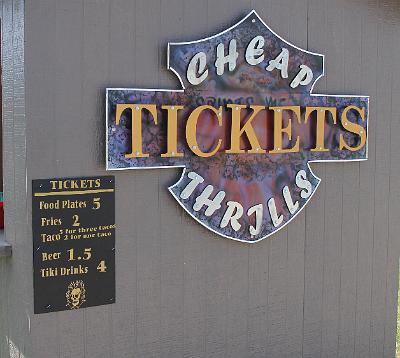 CHEAP
TICKETS
THRILLS
TICKETS
Food Plates 5
Fries 2
Taco 5 for three tacos
2 for one taco
Beer 1.5
Tiki Drinks 4